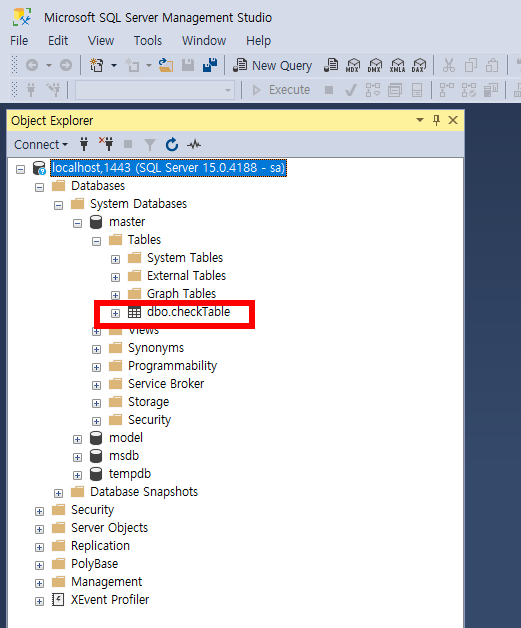 Microsoft SQL Server Management Studio
File Edit View Tools Window Help
New Query MDX DMX XMLA DAX
Execute
Object Explorer
Connect
localhost,1443 (SQL Server 15.0.4188 - sa)
Databases
System Databases
master
Tables
System Tables
External Tables
Graph Tables
dbo.checkTable
Views
Synonyms
Programmability
Service Broker
Storage
Security
model
msdb
tempdb
Database Snapshots
Security
Server Objects
Replication
PolyBase
Management
XEvent Profiler